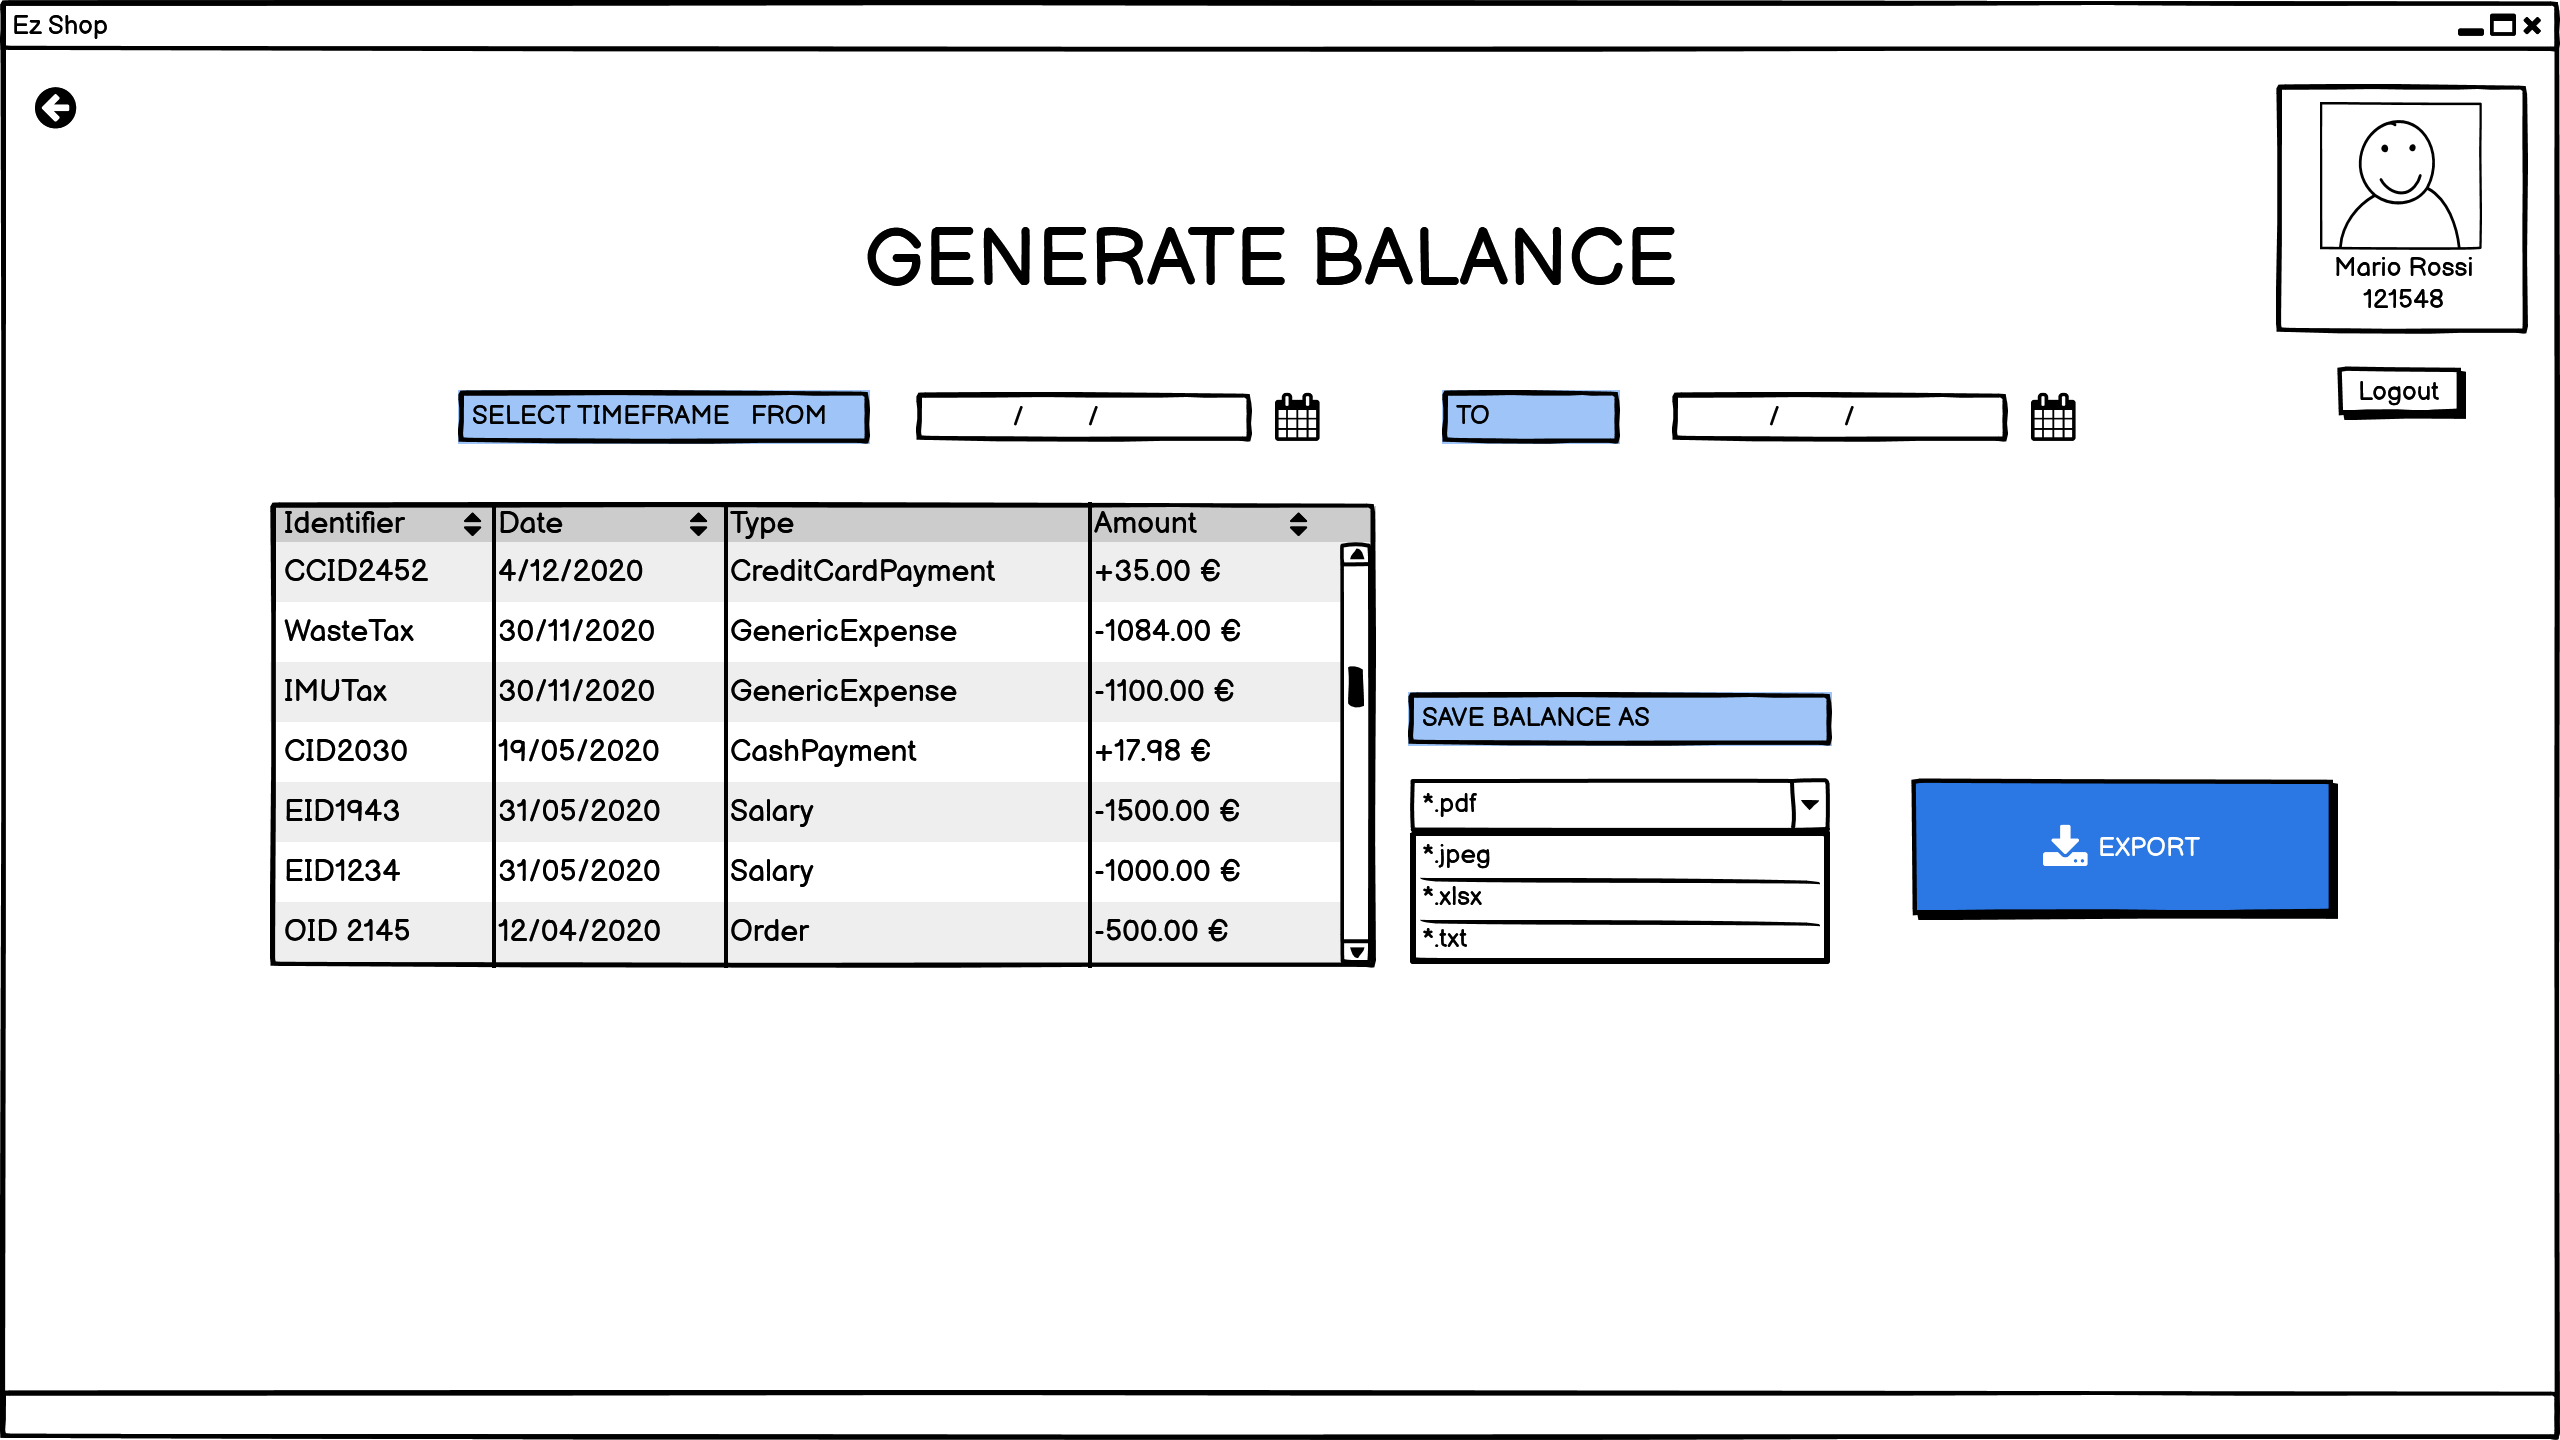 Ez Shop
Mario Rossi
121548
Logout
GENERATE BALANCE
SELECT TIMEFRAME FROM / / TO / /
Identifier Date Type Amount
CCID2452 4/12/2020 CreditCardPayment +35.00 €
WasteTax 30/11/2020 GenericExpense -1084.00 €
IMUTax 30/11/2020 GenericExpense -1100.00 €
CID2030 19/05/2020 CashPayment +17.98 €
EID1943 31/05/2020 Salary -1500.00 €
EID1234 31/05/2020 Salary -1000.00 €
OID 2145 12/04/2020 Order -500.00 €
SAVE BALANCE AS
*.pdf
*.jpeg
*.xlsx
*.txt
EXPORT